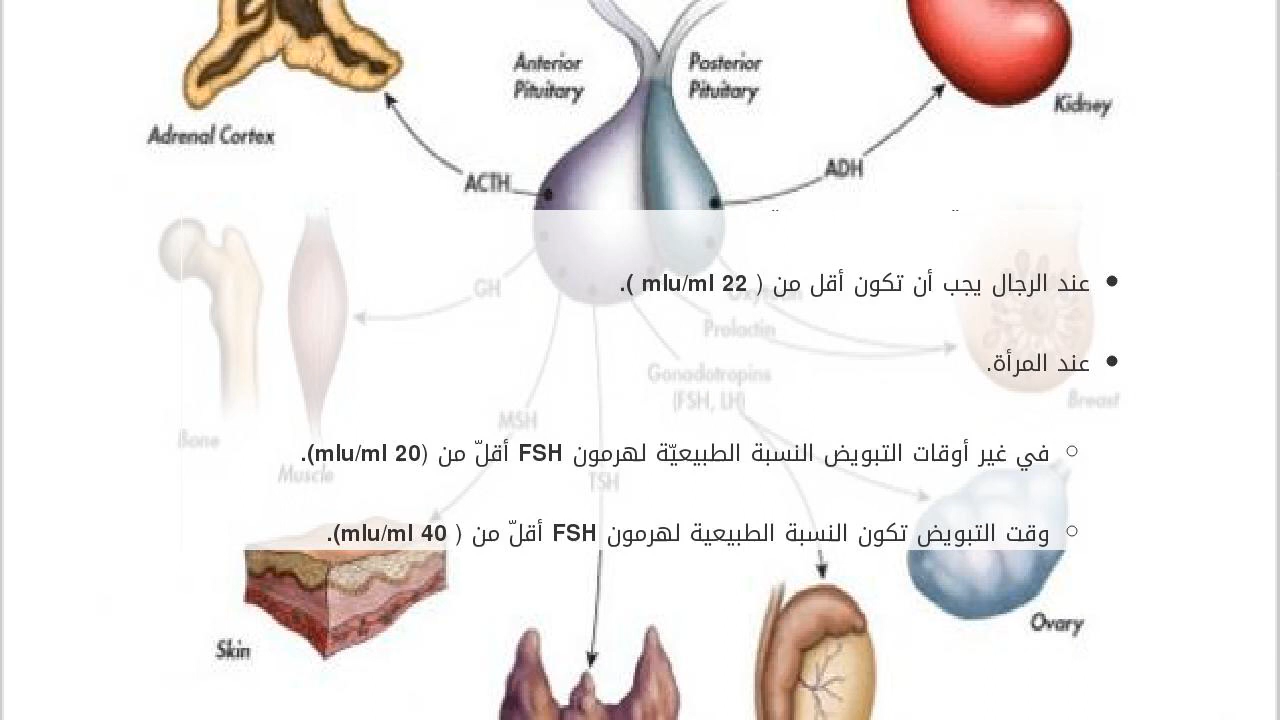 Anterior
Pituitary
Posterior
Pituitary
Kidney
Adrenal Cortex
ACTH
ADH
GH
عند الرجال يجب أن تكون أقل من ( 22 mlu/ml ).
Oxytocin
Prolactin
عند المرأة.
Gonadotropins
(FSH, LH)
Breast
MSH
Bone
في غير أوقات التبويض النسبة الطبيعيّة لهرمون FSH أقلّ من (20 mlu/ml).
Muscle
TSH
وقت التبويض تكون النسبة الطبيعية لهرمون FSH أقلّ من ( 40 mlu/ml).
Ovary
Skin